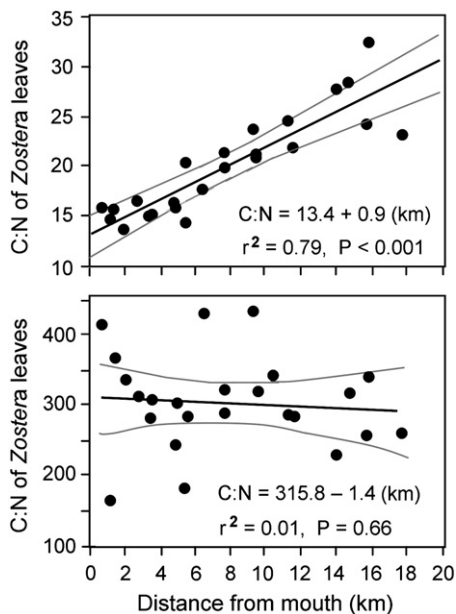 35
30
25
20
15
10
C:N of Zostera leaves
C:N = 13.4 + 0.9 (km)
r² = 0.79, P < 0.001
400
300
200
100
C:N of Zostera leaves
C:N = 315.8 – 1.4 (km)
r² = 0.01, P = 0.66
0 2 4 6 8 10 12 14 16 18 20
Distance from mouth (km)